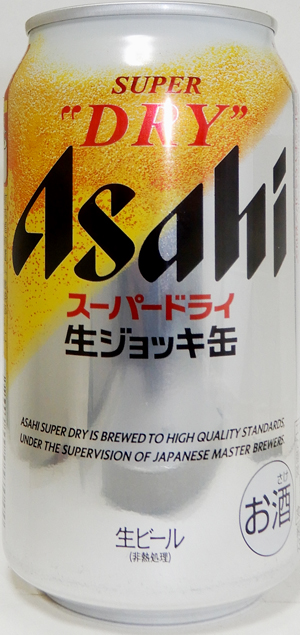 SUPER
"DRY"
Asahi
スーパードライ
生ジョッキ缶
ASAHI SUPER DRY IS BREWED TO HIGH QUALITY STANDARDS,
UNDER THE SUPERVISION OF JAPANESE MASTER BREWERS.
さけ
お酒
生ビール
(非熱処理)